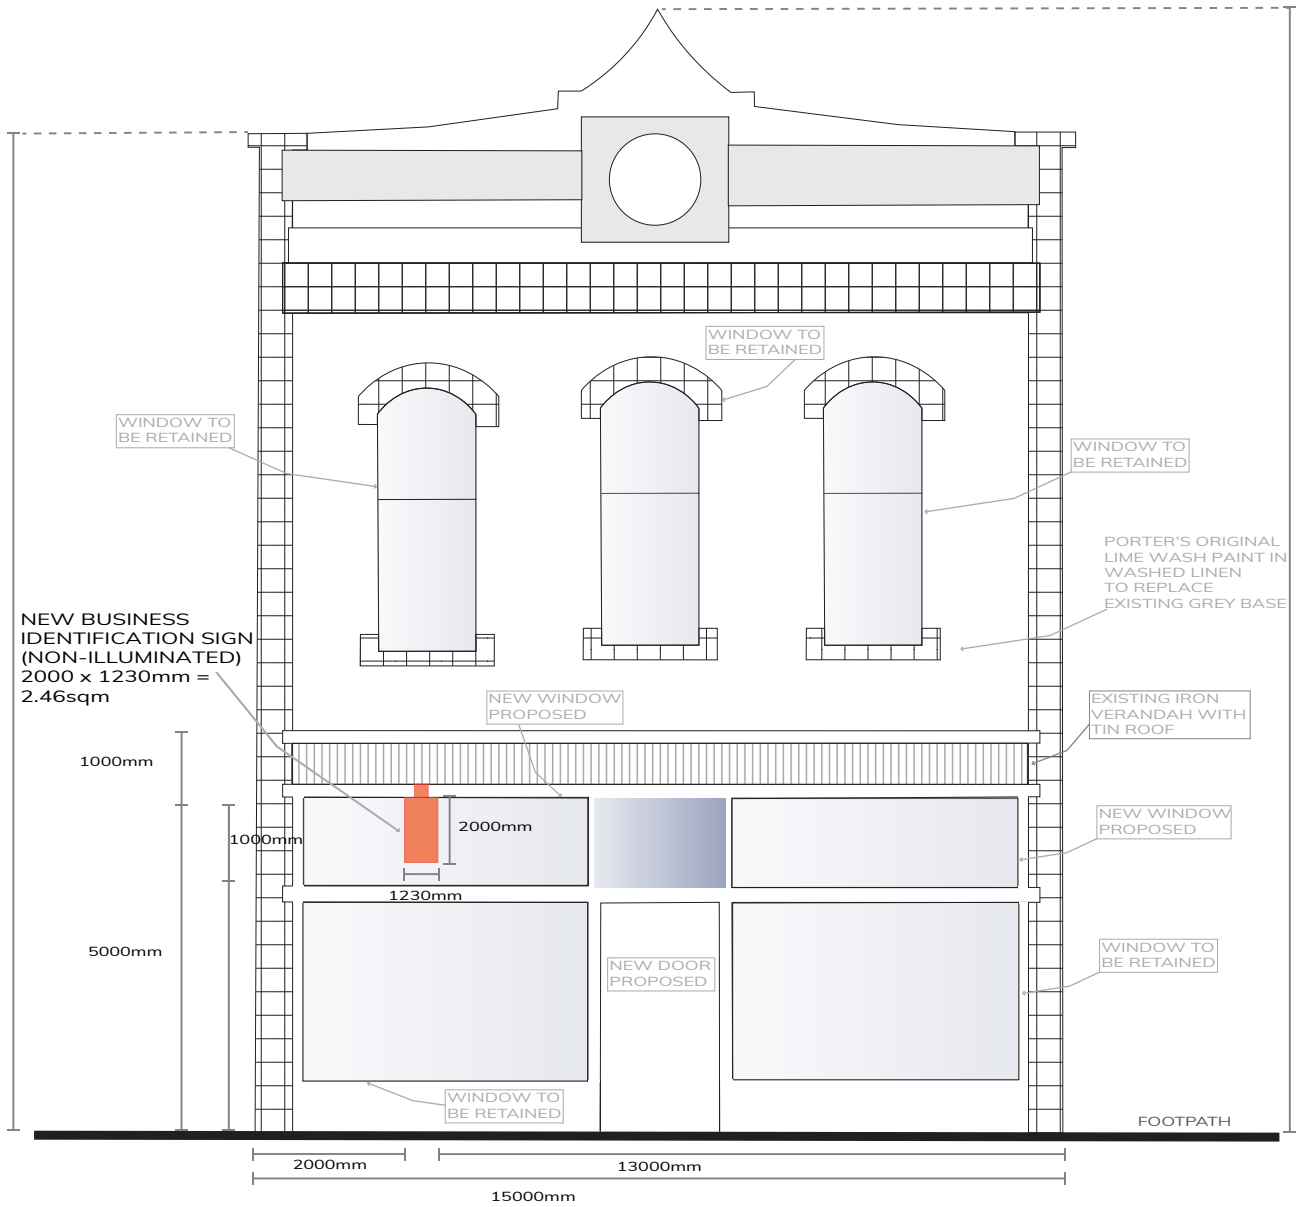 WINDOW TO
BE RETAINED
WINDOW TO
BE RETAINED
WINDOW TO
BE RETAINED
PORTER'S ORIGINAL
LIME WASH PAINT IN
WASHED LINEN
TO REPLACE
EXISTING GREY BASE
NEW BUSINESS
IDENTIFICATION SIGN
(NON-ILLUMINATED)
2000 x 1230mm =
2.46sqm
NEW WINDOW
PROPOSED
EXISTING IRON
VERANDAH WITH
TIN ROOF
1000mm
1000mm
2000mm
NEW WINDOW
PROPOSED
1230mm
5000mm
NEW DOOR
PROPOSED
WINDOW TO
BE RETAINED
WINDOW TO
BE RETAINED
FOOTPATH
2000mm
13000mm
15000mm